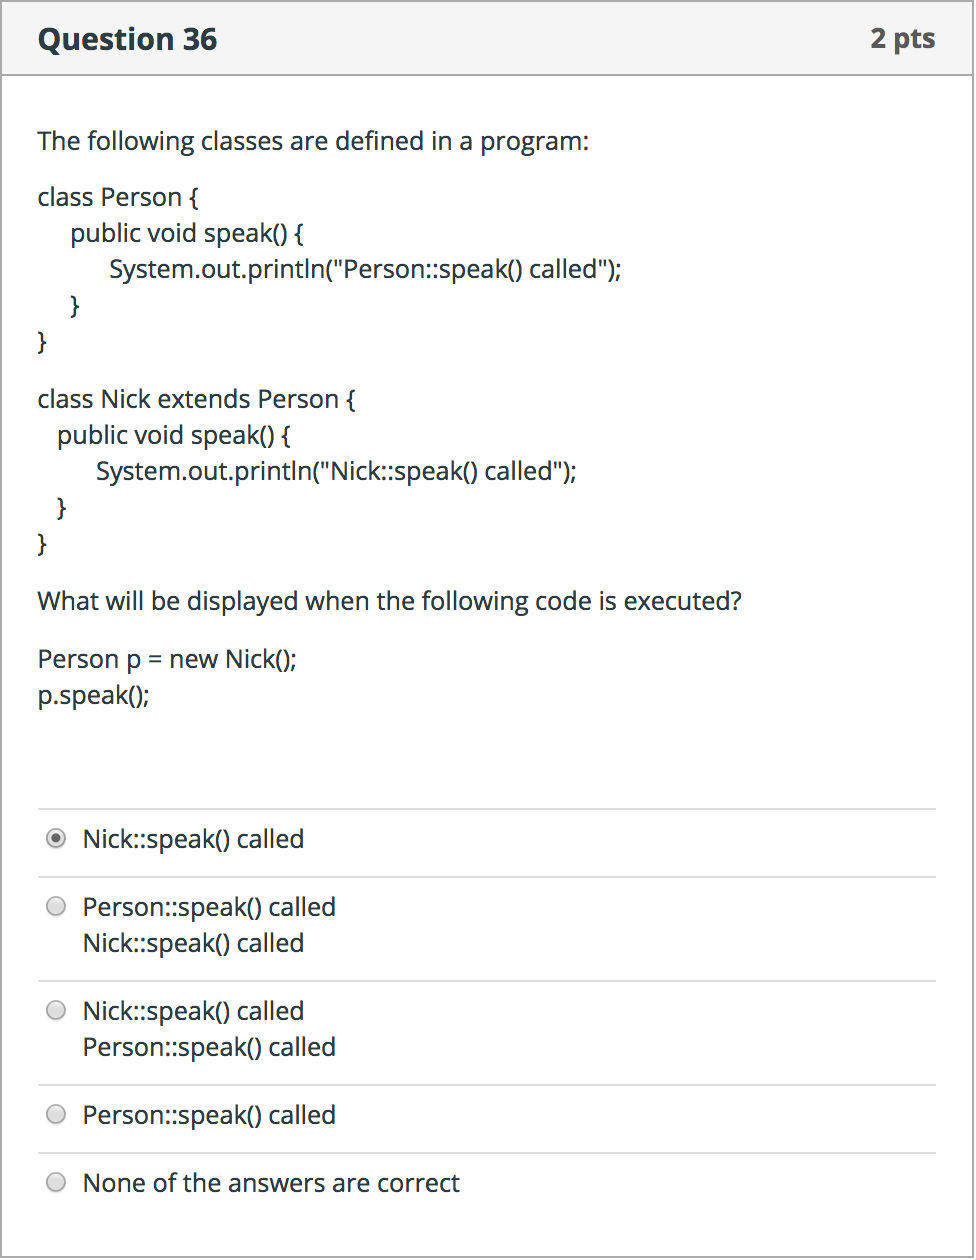 Question 36
2 pts
The following classes are defined in a program:
class Person {
public void speak() {
System.out.println("Person::speak() called");
}
}
class Nick extends Person {
public void speak() {
System.out.println("Nick::speak() called");
}
}
What will be displayed when the following code is executed?
Person p = new Nick();
p.speak();
Nick::speak() called
Person::speak() called
Nick::speak() called
Nick::speak() called
Person::speak() called
Person::speak() called
None of the answers are correct